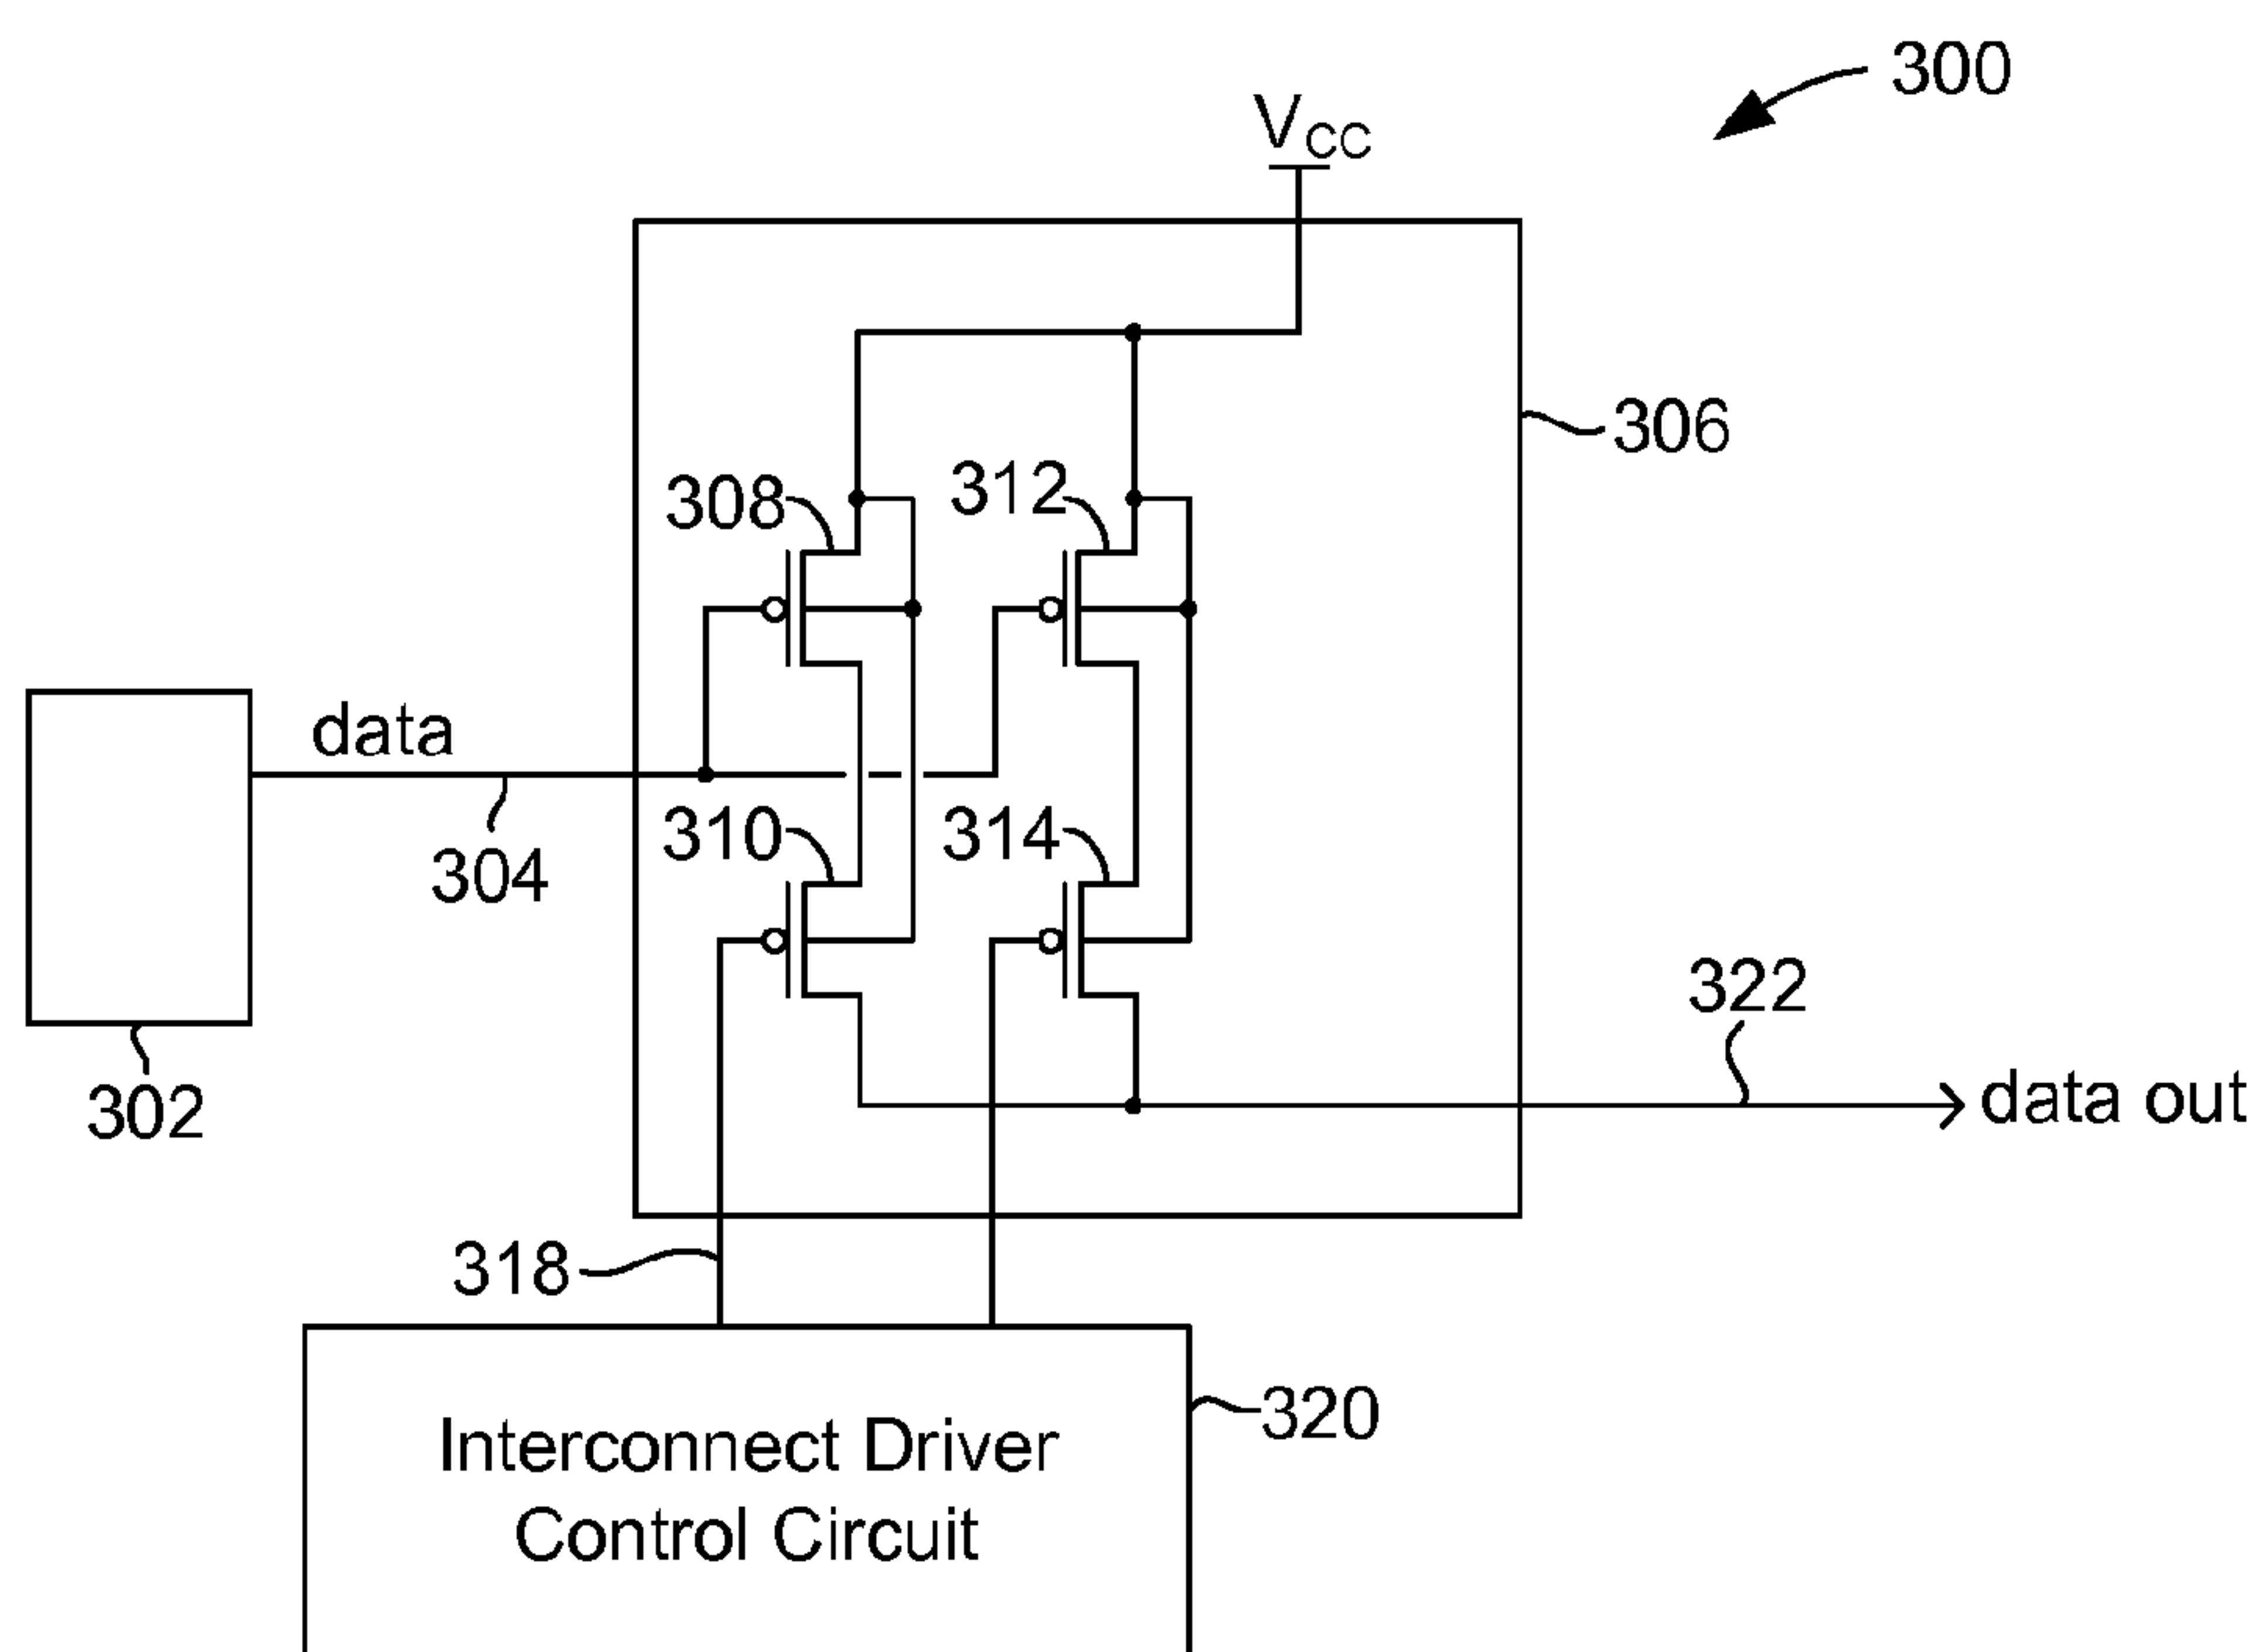 300
VCC
306
308
312
data
304
310
314
302
322
data out
318
320
Interconnect Driver
Control Circuit